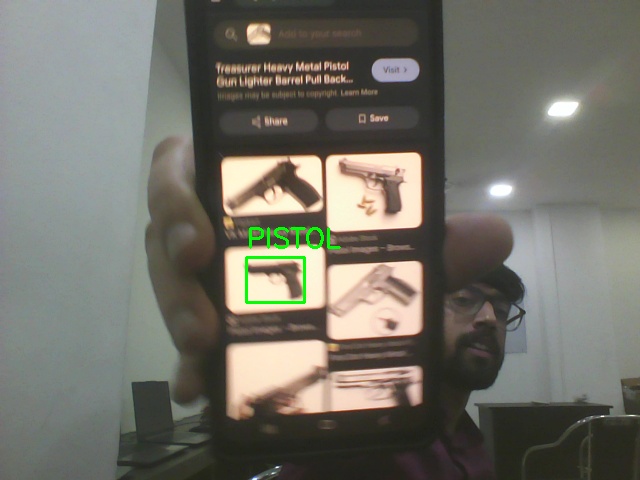 Add to your search
Treasurer Heavy Metal Pistol
Gun Lighter Barrel Pull Back...
Visit >
Images may be subject to copyright. Learn More
Share
Save
PISTOL